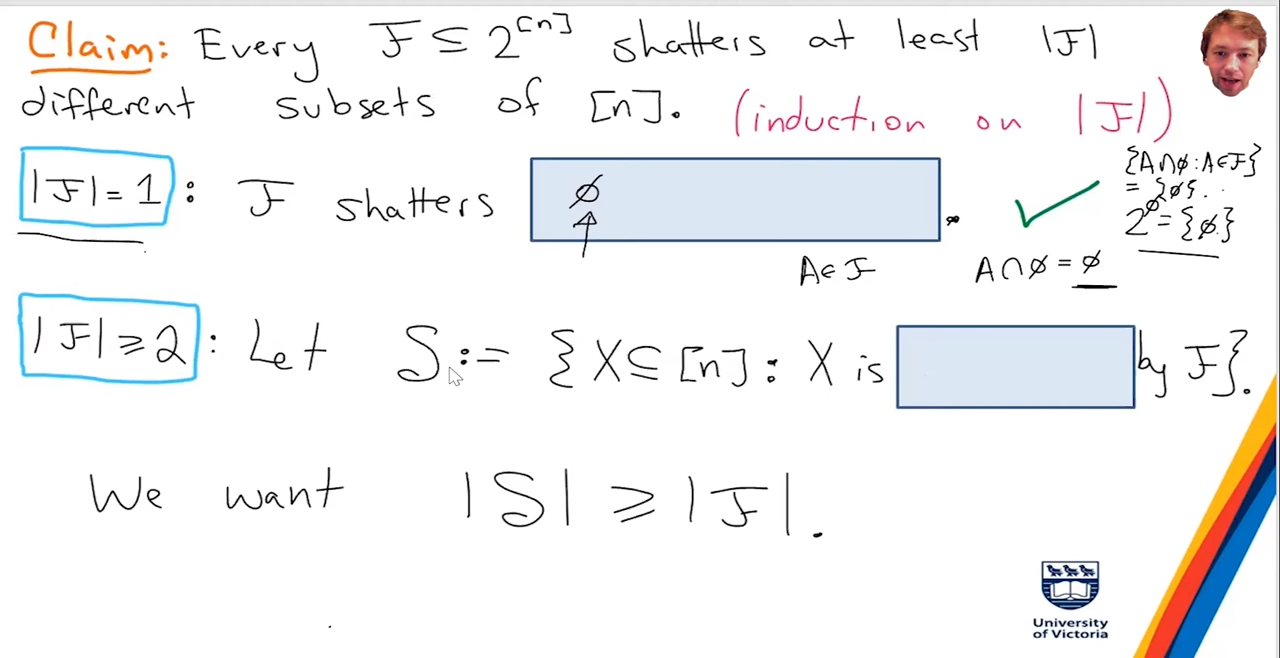 Claim: Every F ⊆ 2^[n] shatters at least |F|
different subsets of [n]. (induction on |F|)
|F| = 1 : F shatters ∅ .
{A∩∅ : A∈F}
= {∅}.
2^∅ = {∅}
A∈F A∩∅ = ∅
|F| ≥ 2 : Let S := {X ⊆ [n] : X is by F}.
We want |S| ≥ |F|.
University
of Victoria